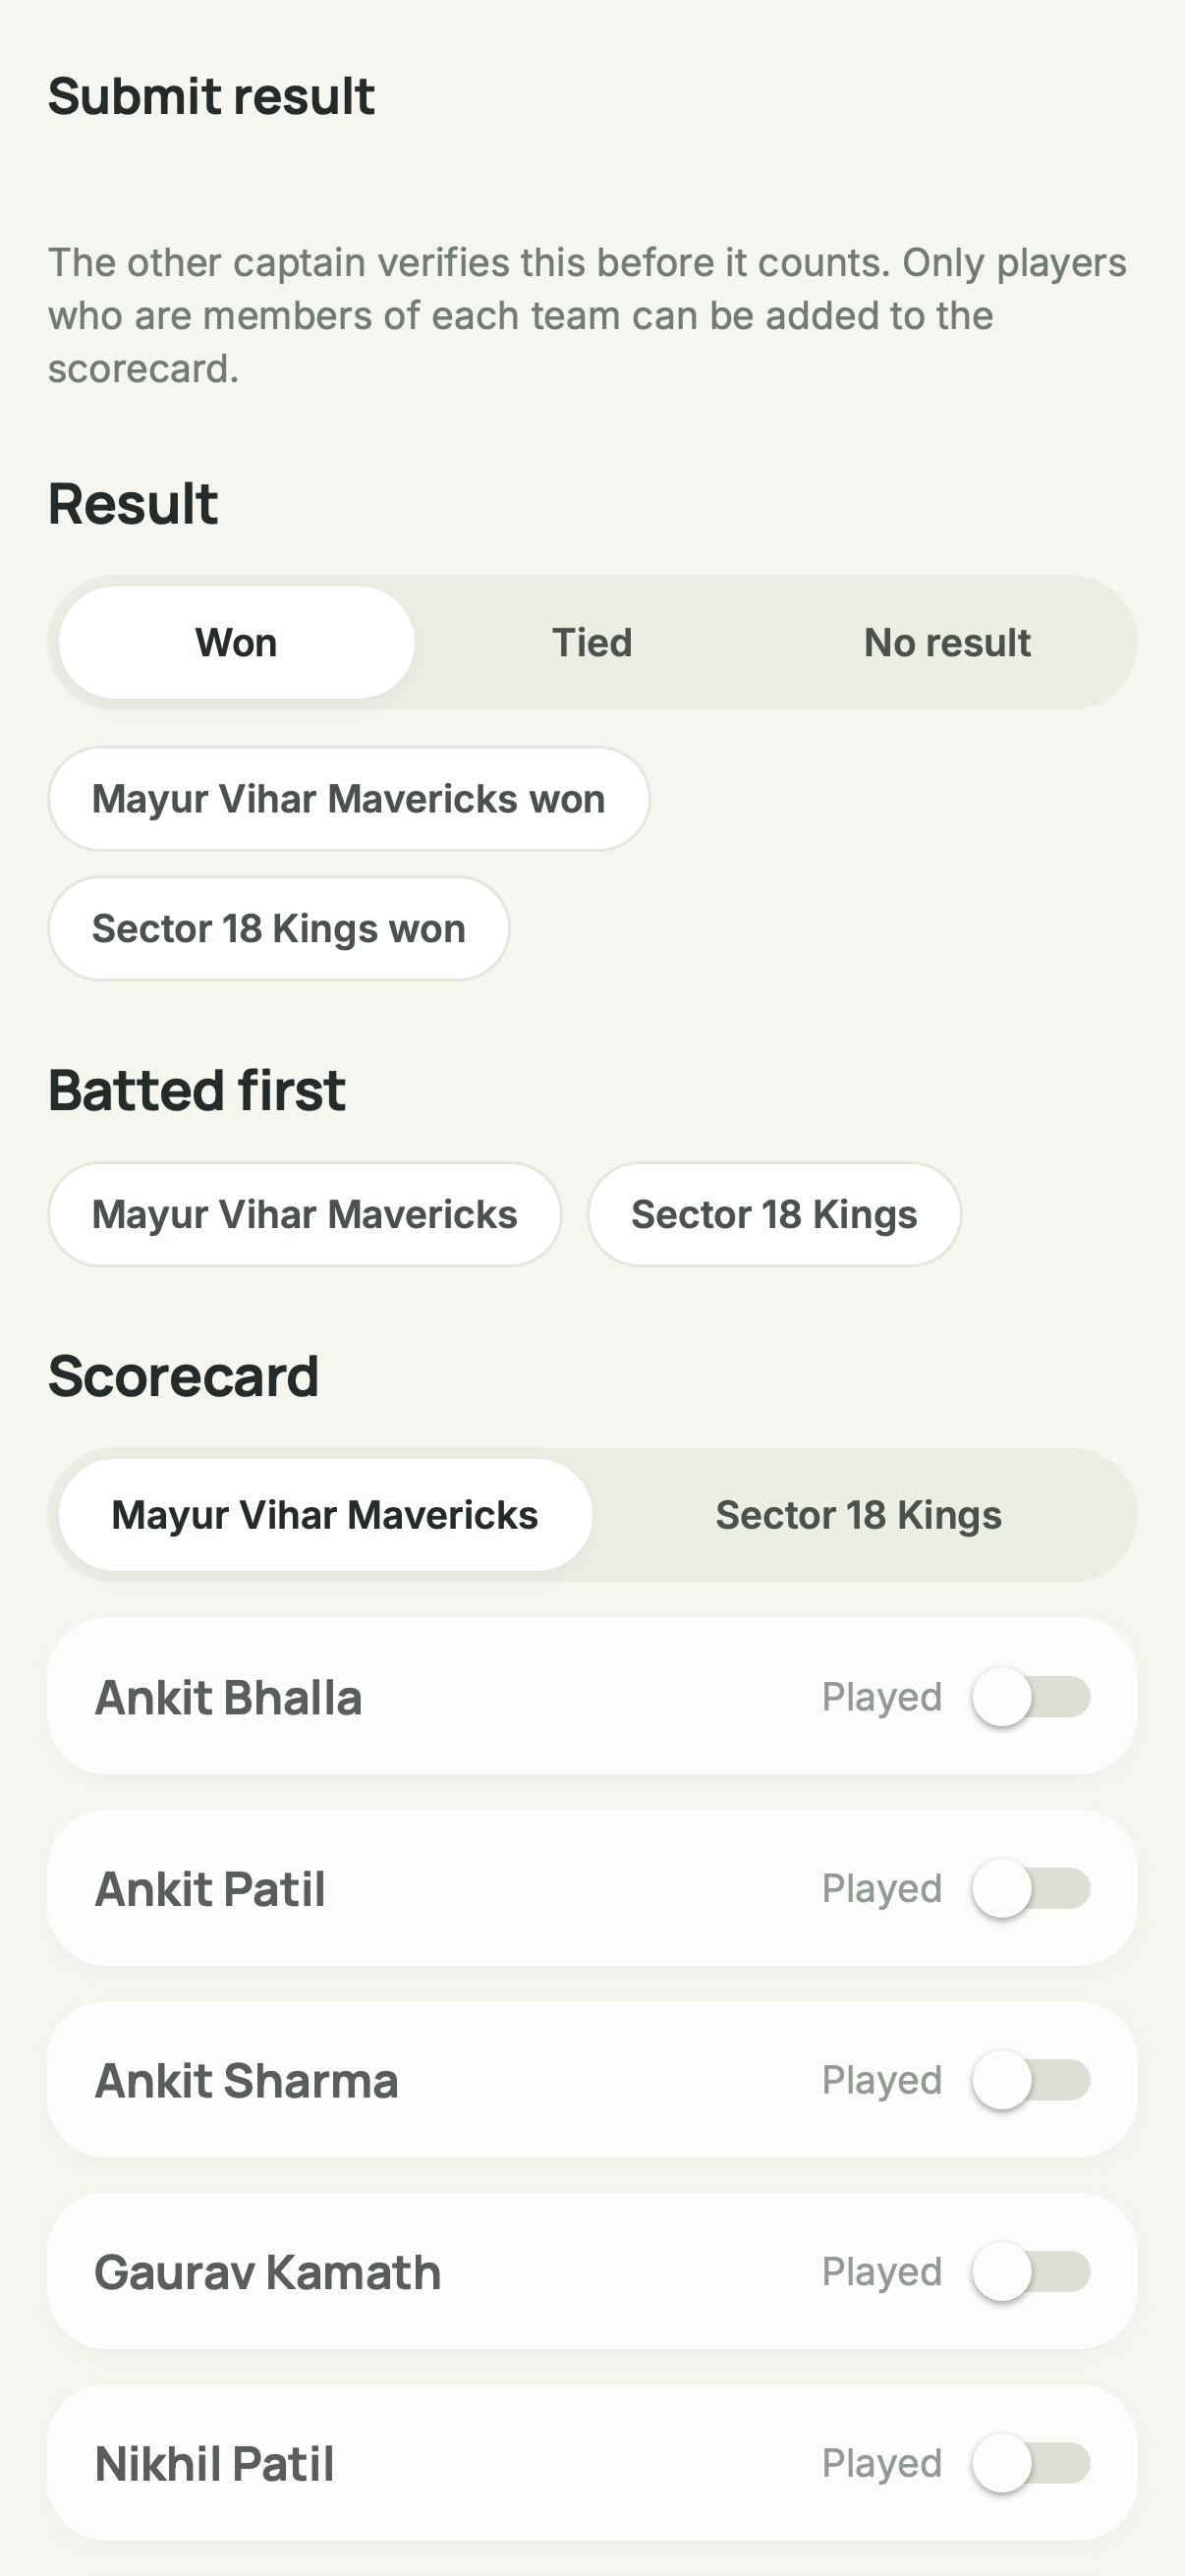 Submit result
The other captain verifies this before it counts. Only players
who are members of each team can be added to the
scorecard.
Result
Won Tied No result
Mayur Vihar Mavericks won
Sector 18 Kings won
Batted first
Mayur Vihar Mavericks Sector 18 Kings
Scorecard
Mayur Vihar Mavericks Sector 18 Kings
Ankit Bhalla Played
Ankit Patil Played
Ankit Sharma Played
Gaurav Kamath Played
Nikhil Patil Played